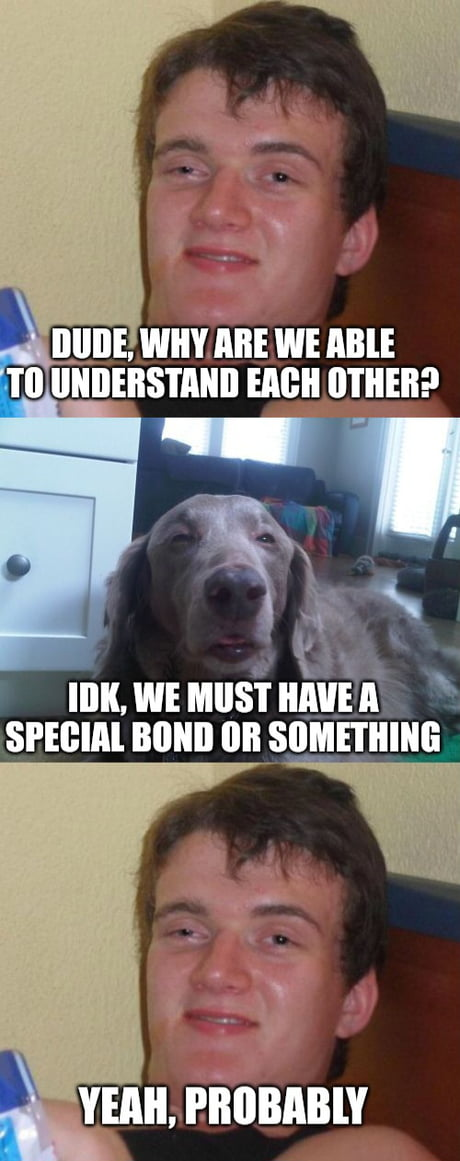 DUDE, WHY ARE WE ABLE
TO UNDERSTAND EACH OTHER?
IDK, WE MUST HAVE A
SPECIAL BOND OR SOMETHING
YEAH, PROBABLY